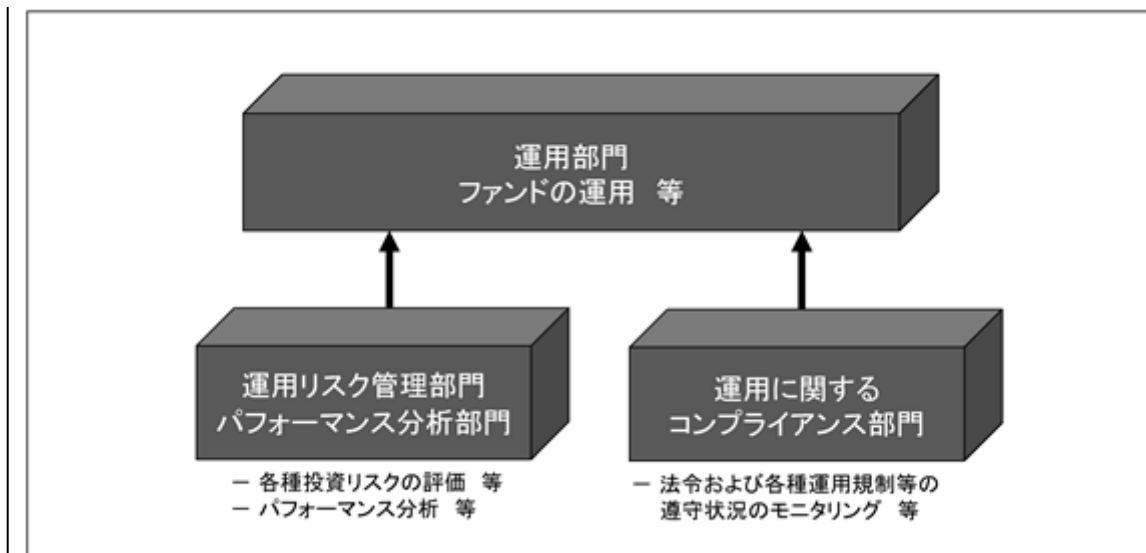 運用部門
ファンドの運用 等
運用リスク管理部門
パフォーマンス分析部門
－ 各種投資リスクの評価 等
－ パフォーマンス分析 等
運用に関する
コンプライアンス部門
－ 法令および各種運用規制等の
遵守状況のモニタリング 等